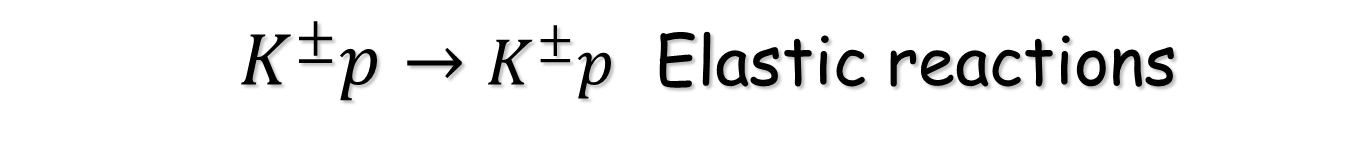 K±p → K±p Elastic reactions